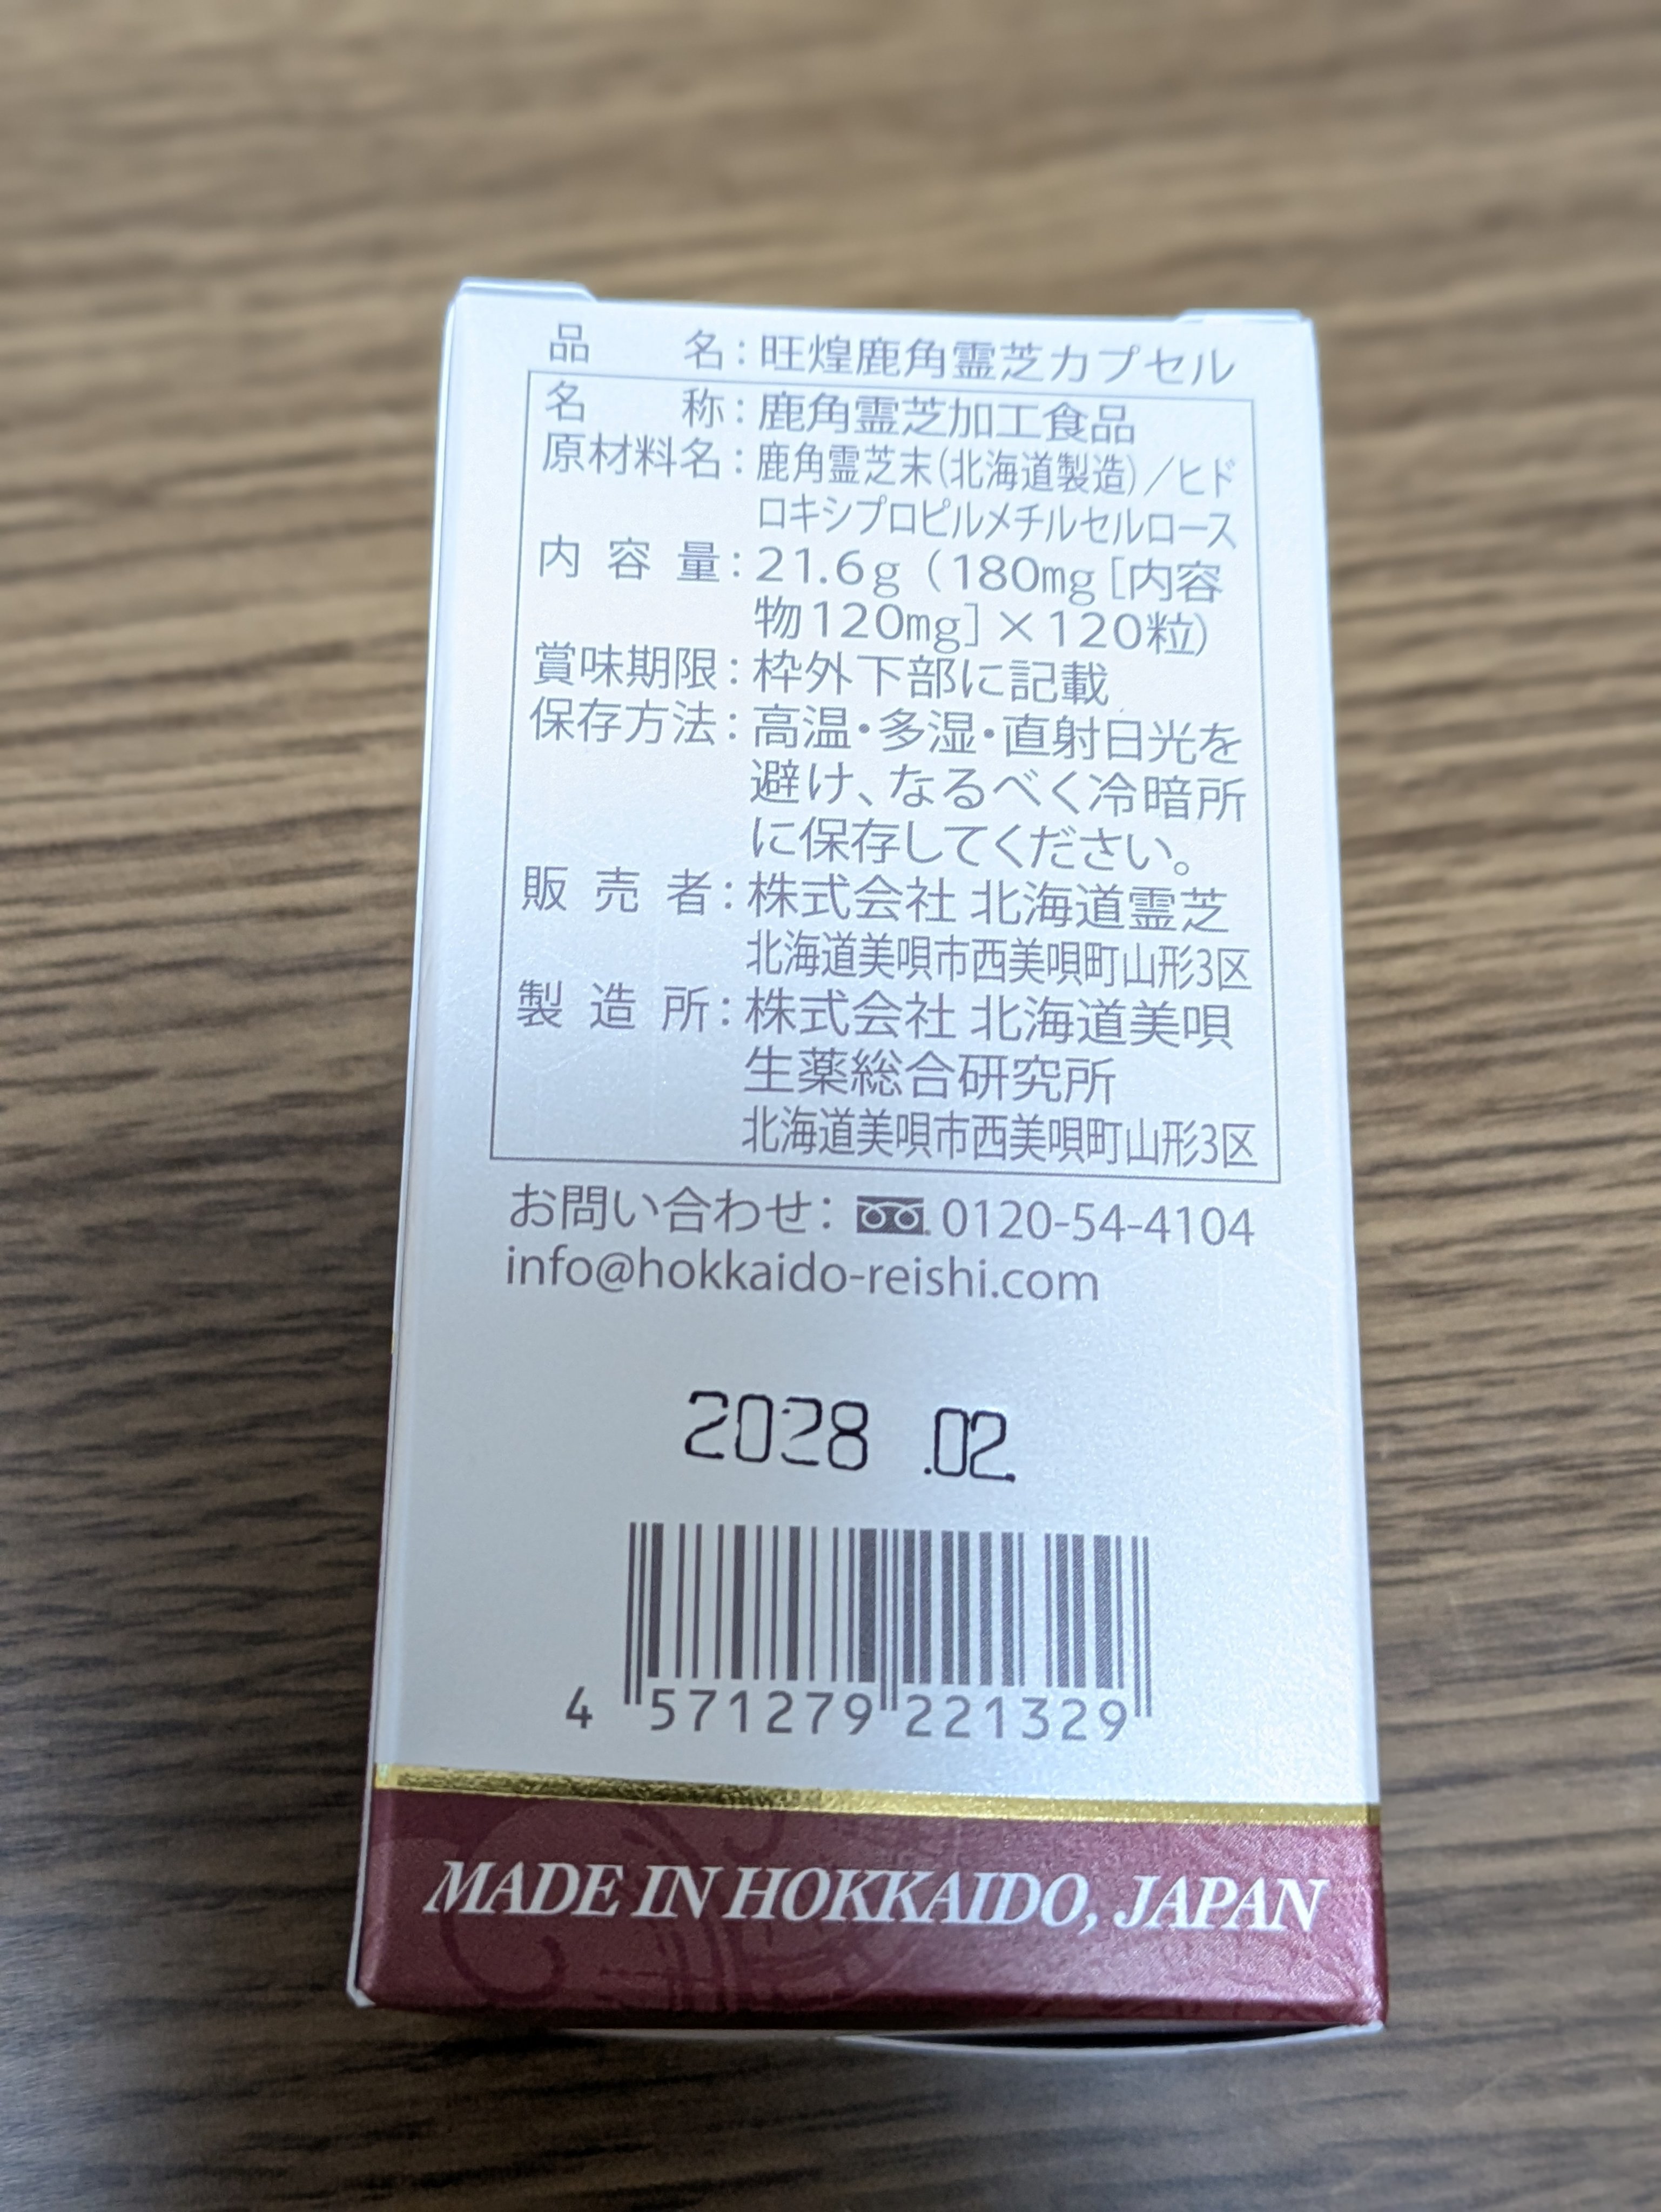 品 名：旺煌鹿角霊芝カプセル
名 称：鹿角霊芝加工食品
原材料名：鹿角霊芝末(北海道製造)／ヒド
ロキシプロピルメチルセルロース
内 容 量：21.6g（180mg[内容
物120mg]×120粒）
賞味期限：枠外下部に記載
保存方法：高温・多湿・直射日光を
避け、なるべく冷暗所
に保存してください。
販 売 者：株式会社 北海道霊芝
北海道美唄市西美唄町山形3区
製 造 所：株式会社 北海道美唄
生薬総合研究所
北海道美唄市西美唄町山形3区
お問い合わせ：0120-54-4104
info@hokkaido-reishi.com
2028 .02.
4 571279 221329
MADE IN HOKKAIDO, JAPAN